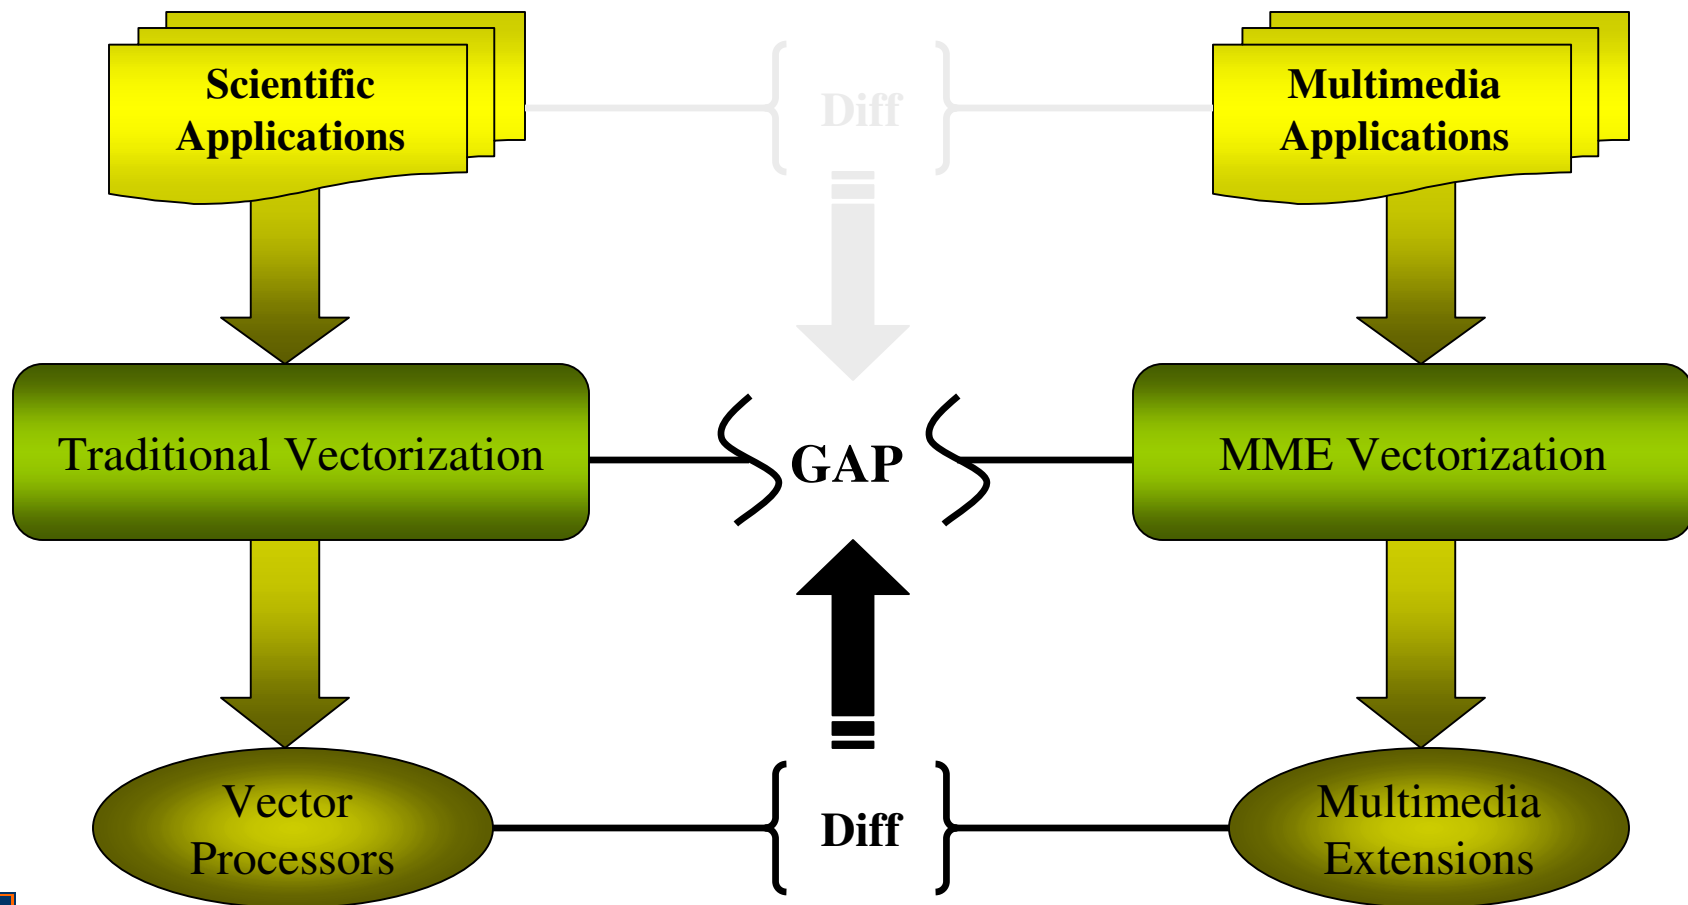 Scientific
Applications
Diff
Multimedia
Applications
Traditional Vectorization
GAP
MME Vectorization
Vector
Processors
Diff
Multimedia
Extensions